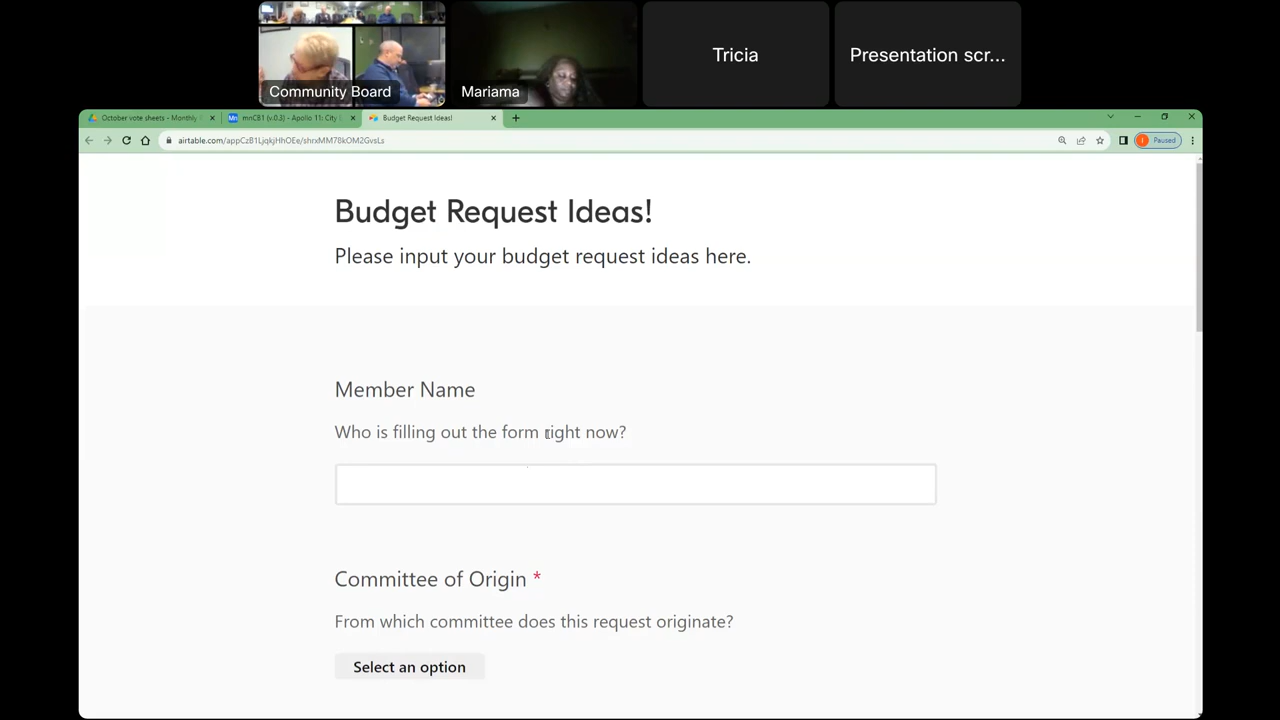 Community Board
Mariama
Tricia
Presentation scr...
October vote sheets - Monthly
mnCB1 (v.0.3) - Apollo 11: City
Budget Request Ideas!
airtable.com/appCzB1LjqkjHhOEe/shrxMM78kOM2GvsLs
Paused
Budget Request Ideas!
Please input your budget request ideas here.
Member Name
Who is filling out the form right now?
Committee of Origin *
From which committee does this request originate?
Select an option